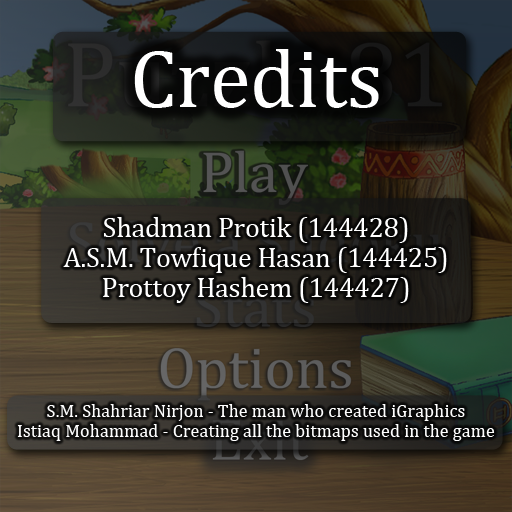 Credits
Play
Shadman Protik (144428)
A.S.M. Towfique Hasan (144425)
Prottoy Hashem (144427)
Stats
Options
S.M. Shahriar Nirjon - The man who created iGraphics
Istiaq Mohammad - Creating all the bitmaps used in the game
Exit